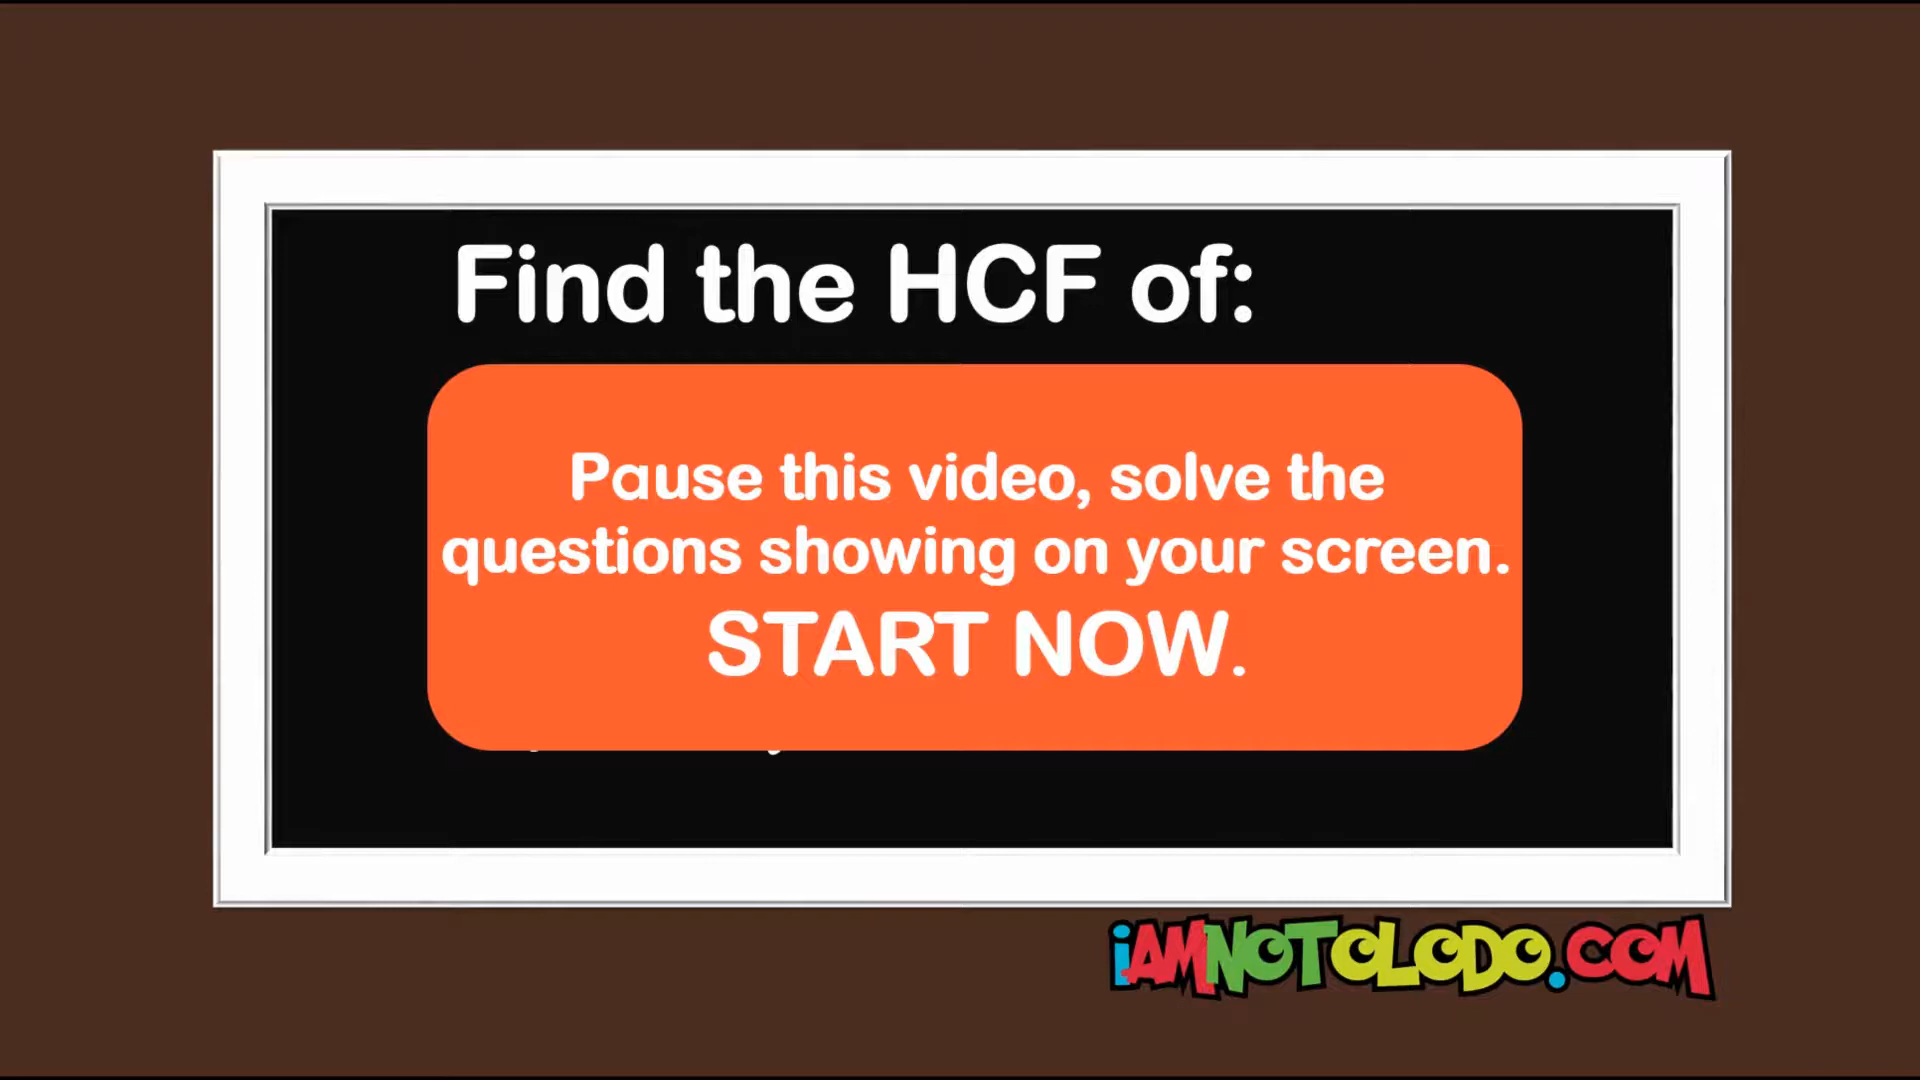 Find the HCF of:
Pause this video, solve the
questions showing on your screen.
START NOW.
iAMNOTOLODO.COM